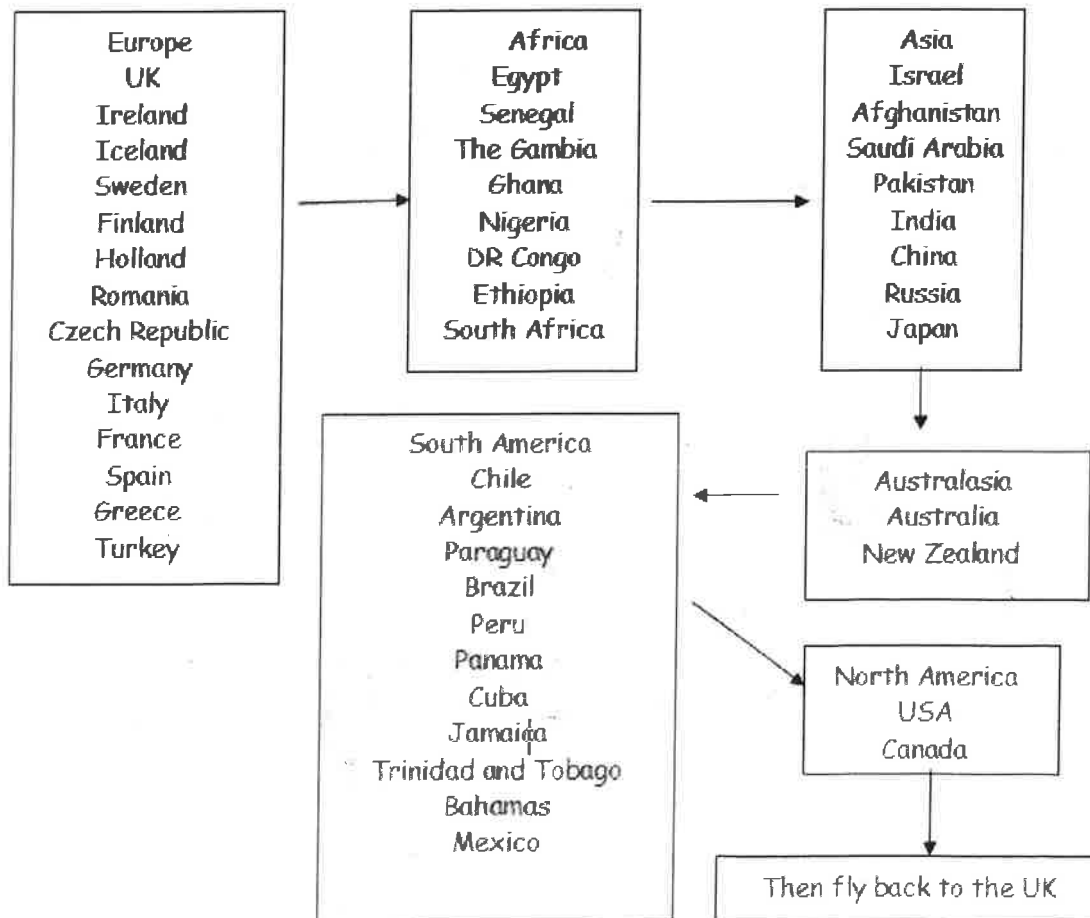 Europe
UK
Ireland
Iceland
Sweden
Finland
Holland
Romania
Czech Republic
Germany
Italy
France
Spain
Greece
Turkey
Africa
Egypt
Senegal
The Gambia
Ghana
Nigeria
DR Congo
Ethiopia
South Africa
Asia
Israel
Afghanistan
Saudi Arabia
Pakistan
India
China
Russia
Japan
Australasia
Australia
New Zealand
South America
Chile
Argentina
Paraguay
Brazil
Peru
Panama
Cuba
Jamaica
Trinidad and Tobago
Bahamas
Mexico
North America
USA
Canada
Then fly back to the UK